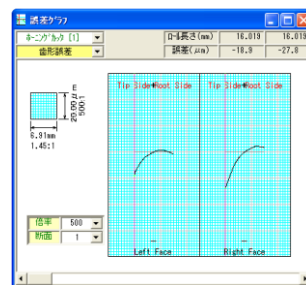 誤差グラフ
ホーニングカッタ [1]
歯形誤差
ロール長さ(mm) 16.019 16.019
誤差(μm) -18.9 -27.8
Tip Side Root Side Tip Side Root Side
20.00μm
500:1
6.91mm
1.45:1
倍率 500
断面 1
Left Face Right Face